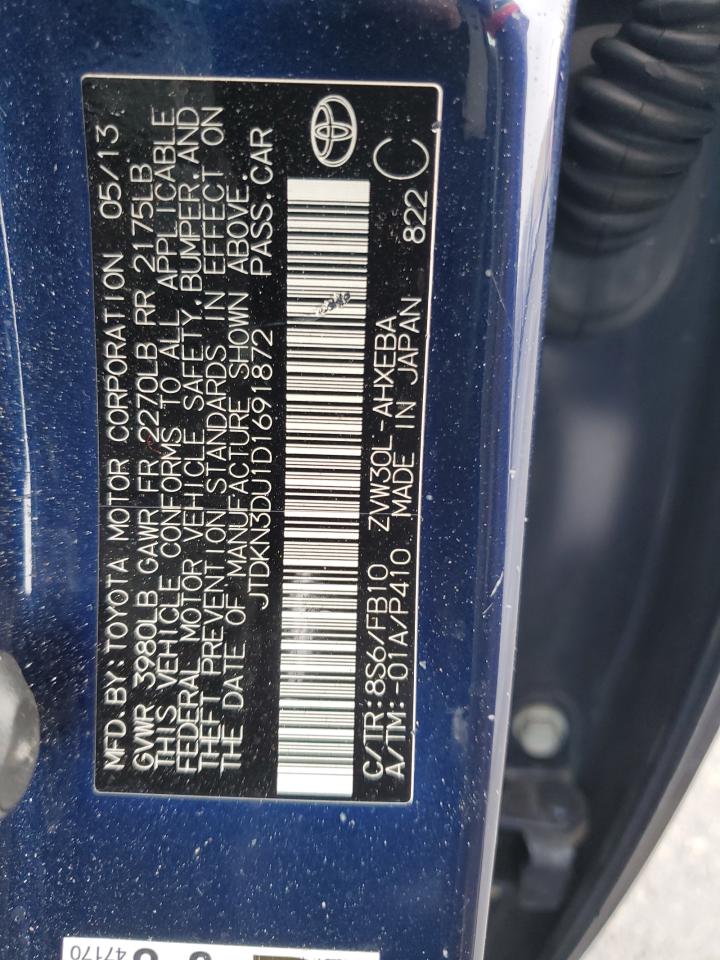 MFD. BY: TOYOTA MOTOR CORPORATION 05/13
GVWR 3980LB GAWR FR 2270LB RR 2175LB
THIS VEHICLE CONFORMS TO ALL APPLICABLE
FEDERAL MOTOR VEHICLE SAFETY, BUMPER, AND
THEFT PREVENTION STANDARDS IN EFFECT ON
THE DATE OF MANUFACTURE SHOWN ABOVE.
JTDKN3DU1D1691872 PASS. CAR
C/TR: 8S6/FB10 ZVW30L-AHXEBA
A/TM: -01A/P410 MADE IN JAPAN 822 C
47170